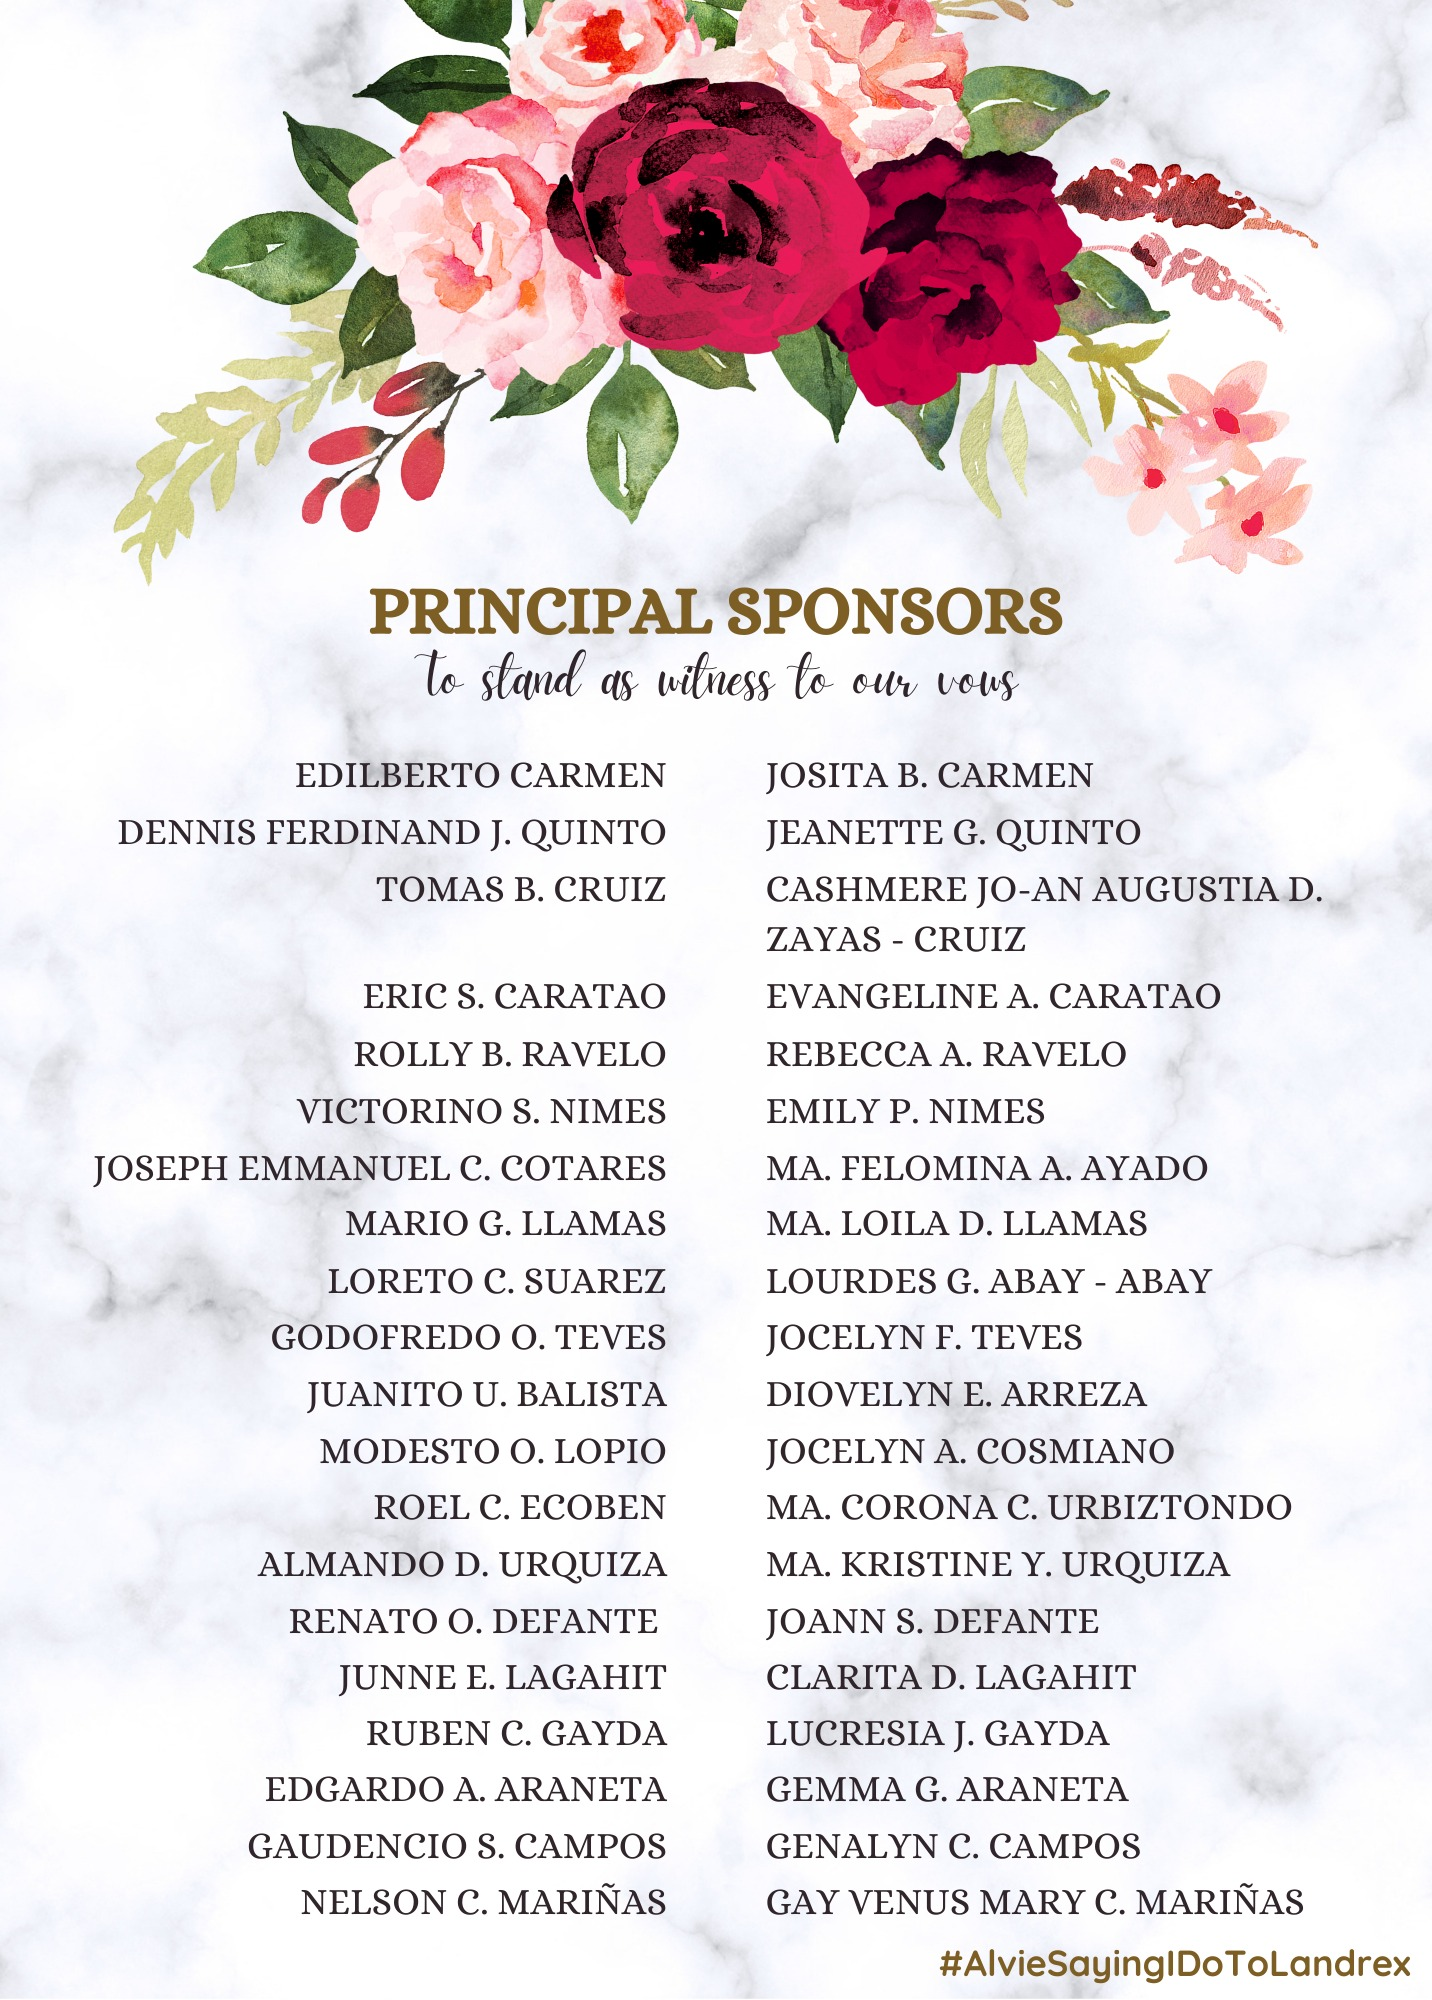 PRINCIPAL SPONSORS
to stand as witness to our vows
EDILBERTO CARMEN JOSITA B. CARMEN
DENNIS FERDINAND J. QUINTO JEANETTE G. QUINTO
TOMAS B. CRUIZ CASHMERE JO-AN AUGUSTIA D.
ZAYAS - CRUIZ
ERIC S. CARATAO EVANGELINE A. CARATAO
ROLLY B. RAVELO REBECCA A. RAVELO
VICTORINO S. NIMES EMILY P. NIMES
JOSEPH EMMANUEL C. COTARES MA. FELOMINA A. AYADO
MARIO G. LLAMAS MA. LOILA D. LLAMAS
LORETO C. SUAREZ LOURDES G. ABAY - ABAY
GODOFREDO O. TEVES JOCELYN F. TEVES
JUANITO U. BALISTA DIOVELYN E. ARREZA
MODESTO O. LOPIO JOCELYN A. COSMIANO
ROEL C. ECOBEN MA. CORONA C. URBIZTONDO
ALMANDO D. URQUIZA MA. KRISTINE Y. URQUIZA
RENATO O. DEFANTE JOANN S. DEFANTE
JUNNE E. LAGAHIT CLARITA D. LAGAHIT
RUBEN C. GAYDA LUCRESIA J. GAYDA
EDGARDO A. ARANETA GEMMA G. ARANETA
GAUDENCIO S. CAMPOS GENALYN C. CAMPOS
NELSON C. MARIÑAS GAY VENUS MARY C. MARIÑAS
#AlvieSayingIDoToLandrex